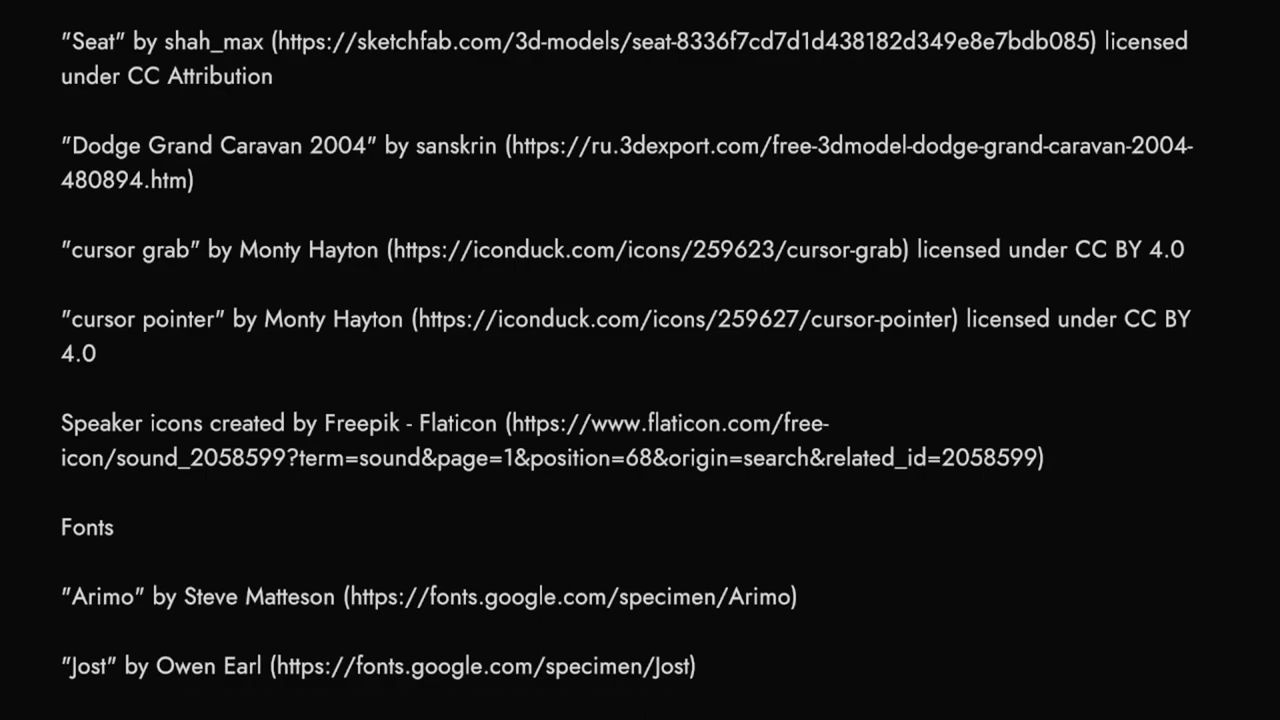 "Seat" by shah_max (https://sketchfab.com/3d-models/seat-8336f7cd7d1d438182d349e8e7bdb085) licensed
under CC Attribution
"Dodge Grand Caravan 2004" by sanskrin (https://ru.3dexport.com/free-3dmodel-dodge-grand-caravan-2004-
480894.htm)
"cursor grab" by Monty Hayton (https://iconduck.com/icons/259623/cursor-grab) licensed under CC BY 4.0
"cursor pointer" by Monty Hayton (https://iconduck.com/icons/259627/cursor-pointer) licensed under CC BY
4.0
Speaker icons created by Freepik - Flaticon (https://www.flaticon.com/free-
icon/sound_2058599?term=sound&page=1&position=68&origin=search&related_id=2058599)
Fonts
"Arimo" by Steve Matteson (https://fonts.google.com/specimen/Arimo)
"Jost" by Owen Earl (https://fonts.google.com/specimen/Jost)